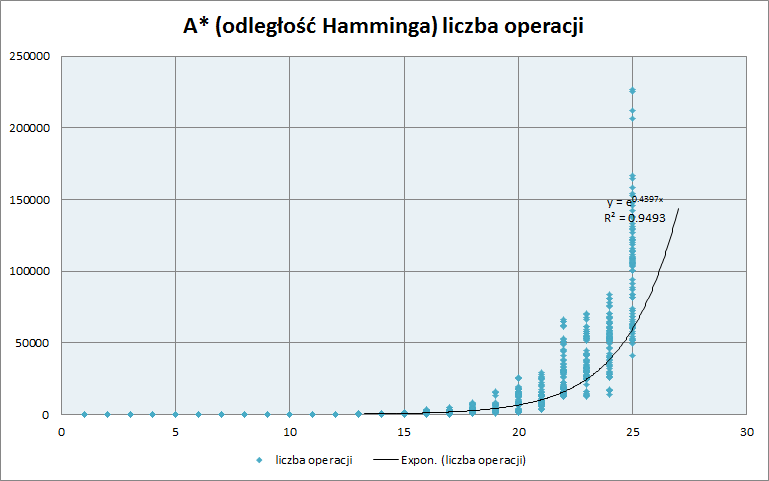 A* (odległość Hamminga) liczba operacji
250000
200000
150000
100000
50000
0
y = e^0.4397x
R² = 0.9493
0 5 10 15 20 25 30
liczba operacji Expon. (liczba operacji)